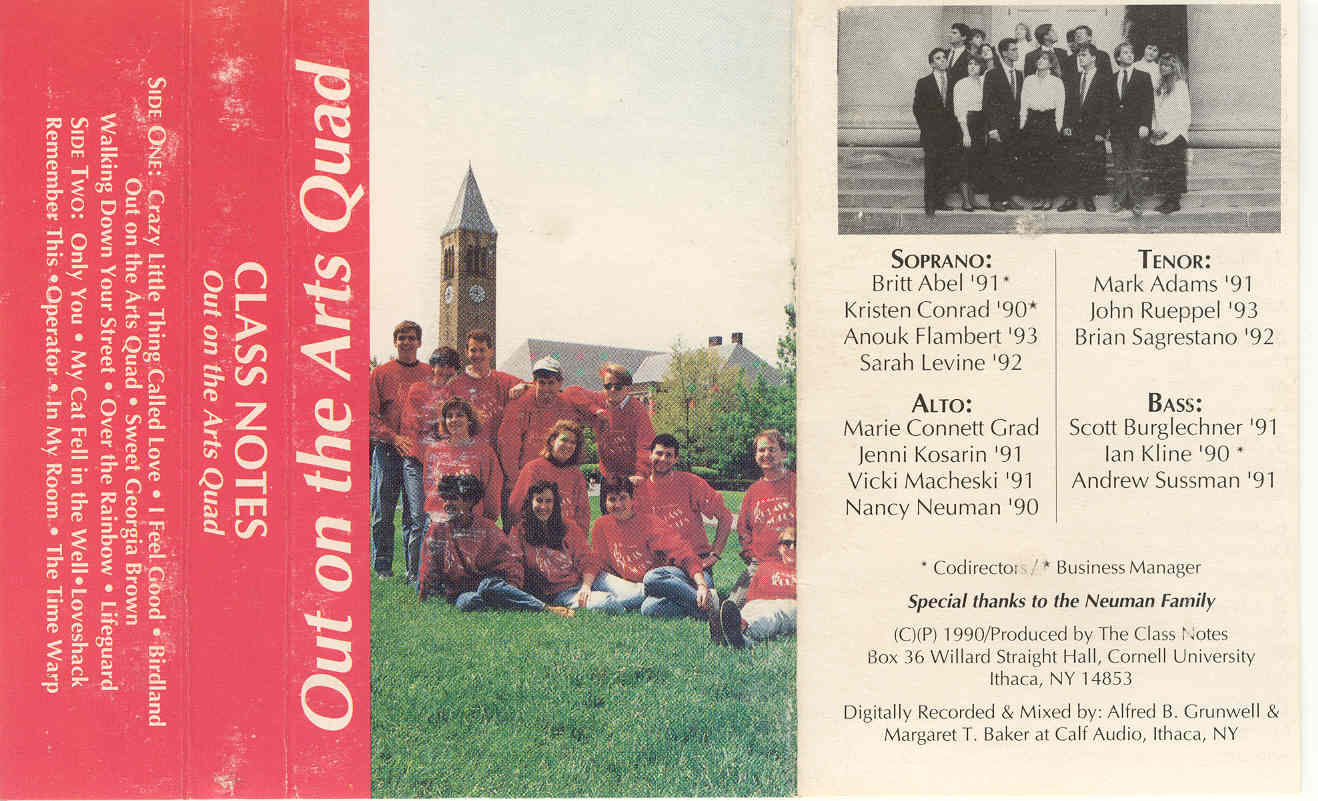 SIDE ONE: Crazy Little Thing Called Love • I Feel Good • Birdland
Out on the Arts Quad • Sweet Georgia Brown
Walking Down Your Street • Over the Rainbow • Lifeguard
SIDE TWO: Only You • My Cat Fell in the Well • Loveshack
Remember This • Operator • In My Room • The Time Warp
CLASS NOTES
Out on the Arts Quad
Out on the Arts Quad
SOPRANO:
Britt Abel '91*
Kristen Conrad '90*
Anouk Flambert '93
Sarah Levine '92
ALTO:
Marie Connett Grad
Jenni Kosarin '91
Vicki Macheski '91
Nancy Neuman '90
TENOR:
Mark Adams '91
John Rueppel '93
Brian Sagrestano '92
BASS:
Scott Burglechner '91
Ian Kline '90 *
Andrew Sussman '91
* Codirectors/* Business Manager
Special thanks to the Neuman Family
(C)(P) 1990/Produced by The Class Notes
Box 36 Willard Straight Hall, Cornell University
Ithaca, NY 14853
Digitally Recorded & Mixed by: Alfred B. Grunwell &
Margaret T. Baker at Calf Audio, Ithaca, NY